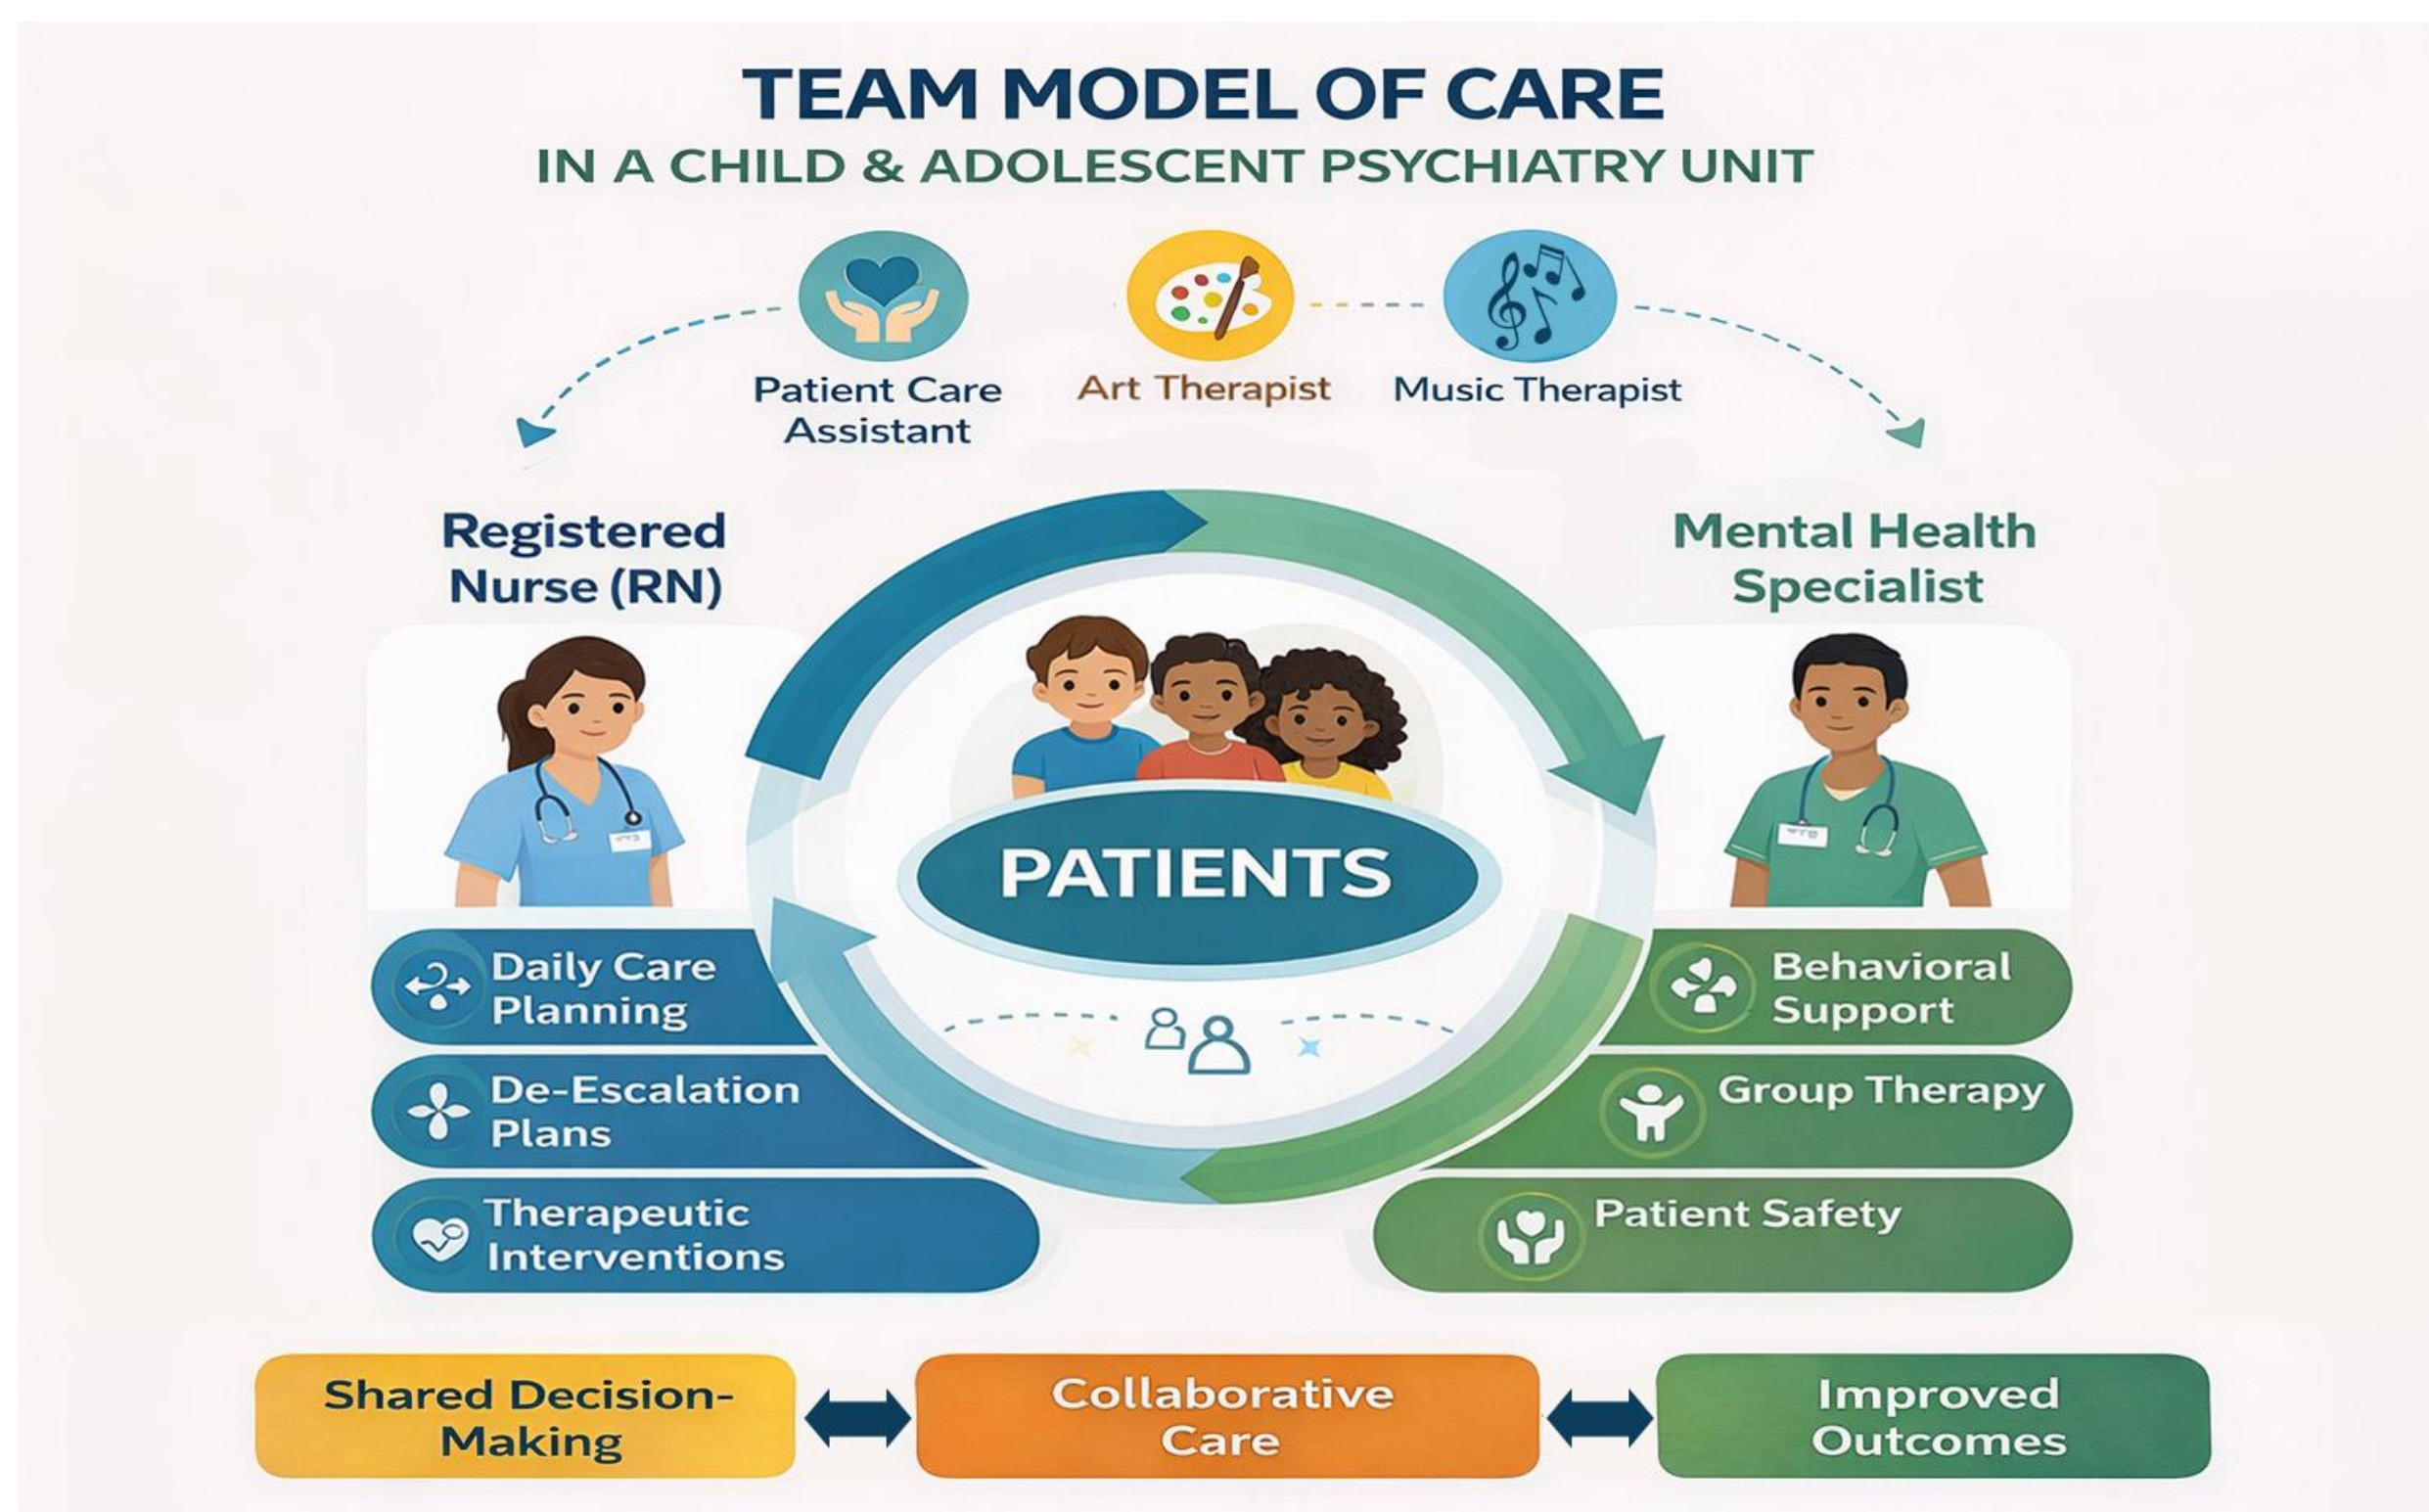 TEAM MODEL OF CARE
IN A CHILD & ADOLESCENT PSYCHIATRY UNIT
Patient Care
Assistant
Art Therapist
Music Therapist
Registered
Nurse (RN)
Mental Health
Specialist
PATIENTS
Daily Care
Planning
De-Escalation
Plans
Therapeutic
Interventions
Behavioral
Support
Group Therapy
Patient Safety
Shared Decision-
Making
Collaborative
Care
Improved
Outcomes